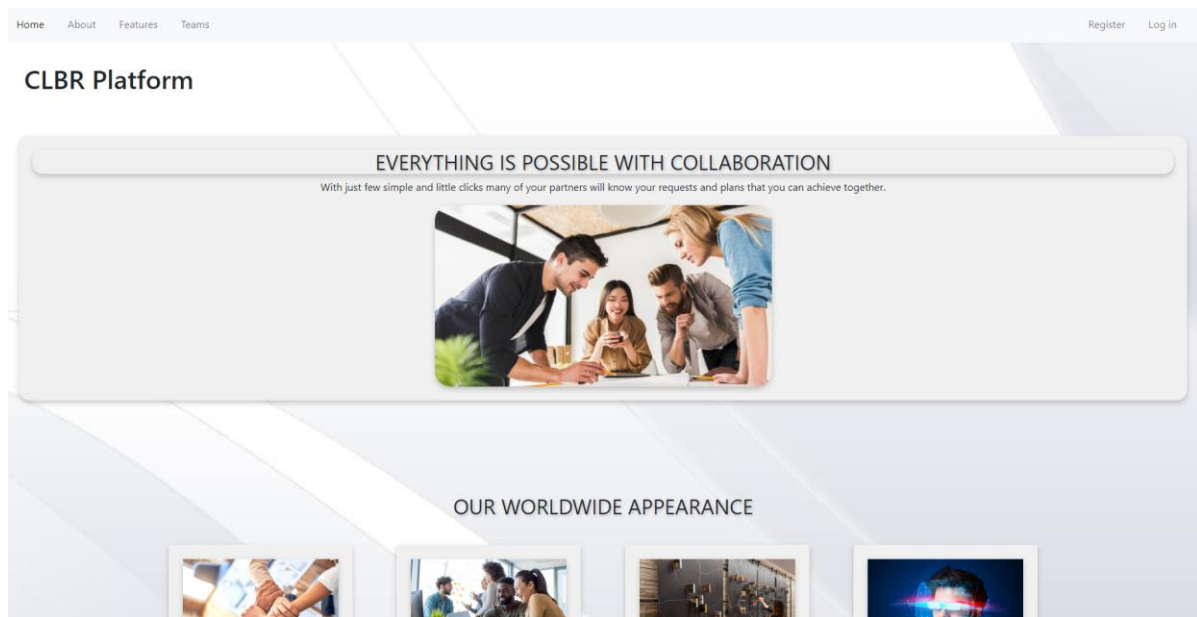 Home About Features Teams Register Log in
CLBR Platform
EVERYTHING IS POSSIBLE WITH COLLABORATION
With just few simple and little clicks many of your partners will know your requests and plans that you can achieve together.
OUR WORLDWIDE APPEARANCE